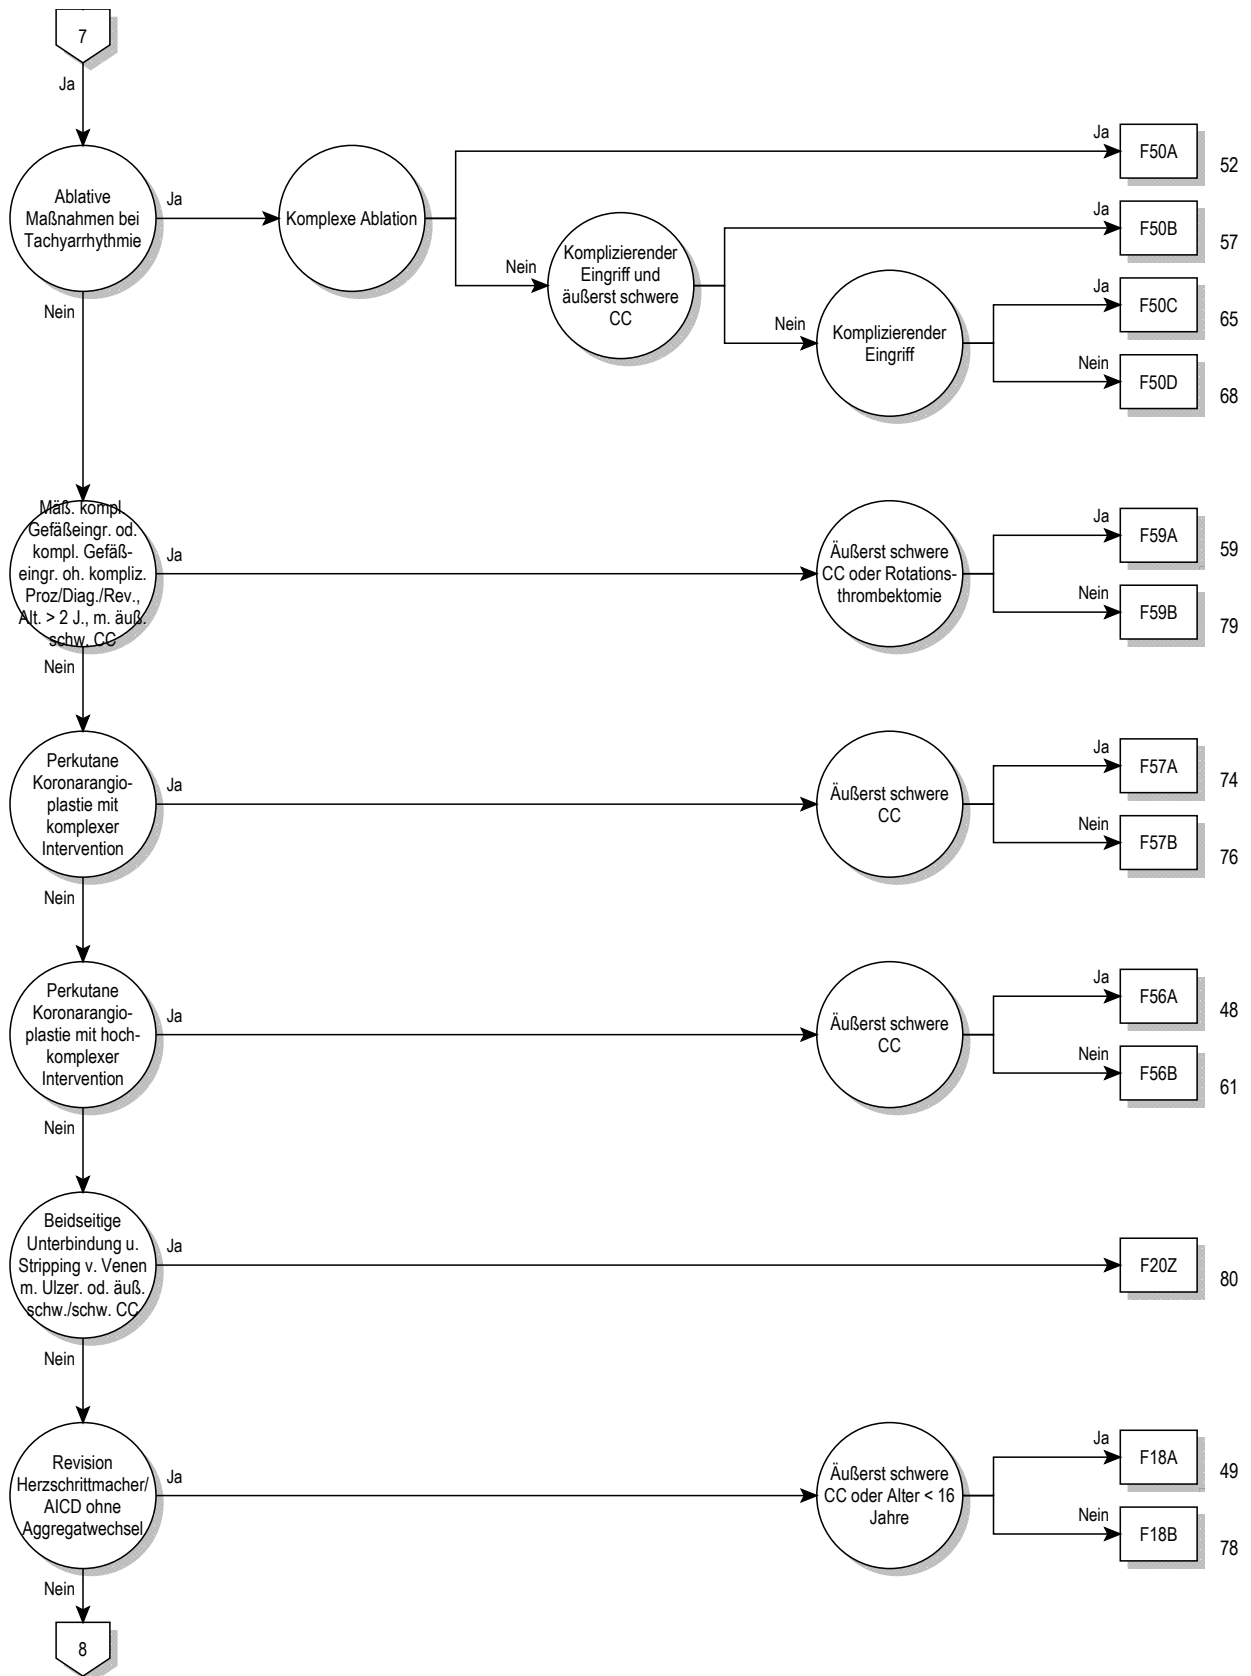 7
Ja
Ablative
Maßnahmen bei
Tachyarrhythmie
Ja
Komplexe Ablation
Ja
F50A
52
Nein
Komplizierender
Eingriff und
äußerst schwere
CC
Ja
F50B
57
Nein
Komplizierender
Eingriff
Ja
F50C
65
Nein
F50D
68
Nein
Mäß. kompl.
Gefäßeingr. od.
kompl. Gefäß-
eingr. oh. kompliz.
Proz/Diag./Rev.,
Alt. > 2 J., m. äuß.
schw. CC
Ja
Äußerst schwere
CC oder Rotations-
thrombektomie
Ja
F59A
59
Nein
F59B
79
Nein
Perkutane
Koronarangio-
plastie mit
komplexer
Intervention
Ja
Äußerst schwere
CC
Ja
F57A
74
Nein
F57B
76
Nein
Perkutane
Koronarangio-
plastie mit hoch-
komplexer
Intervention
Ja
Äußerst schwere
CC
Ja
F56A
48
Nein
F56B
61
Nein
Beidseitige
Unterbindung u.
Stripping v. Venen
m. Ulzer. od. äuß.
schw./schw. CC
Ja
F20Z
80
Nein
Revision
Herzschrittmacher/
AICD ohne
Aggregatwechsel
Ja
Äußerst schwere
CC oder Alter < 16
Jahre
Ja
F18A
49
Nein
F18B
78
Nein
8